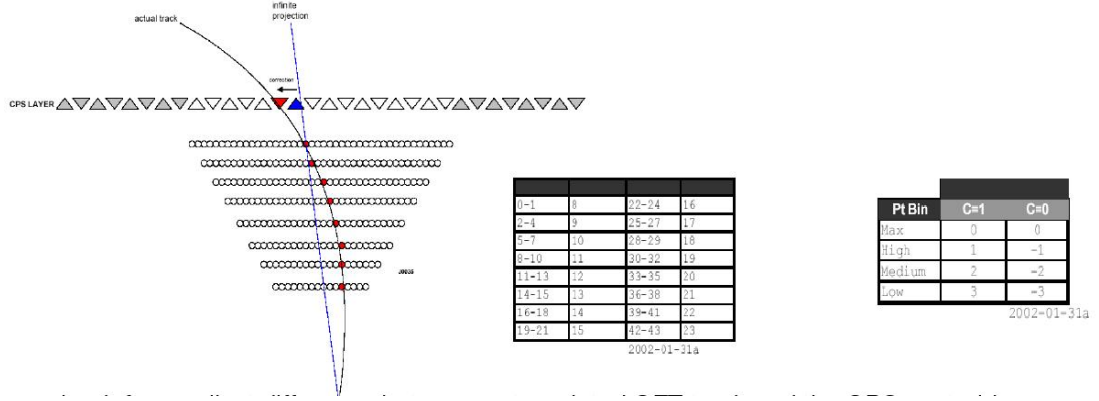 infinite
projection
actual track
correction
CPS LAYER
0-1 8 22-24 16
2-4 9 25-27 17
5-7 10 28-29 18
8-10 11 30-32 19
11-13 12 33-35 20
14-15 13 36-38 21
16-18 14 39-41 22
19-21 15 42-43 23
2002-01-31a
Pt Bin C=1 C=0
Max 0 0
High 1 -1
Medium 2 -2
Low 3 -3
2002-01-31a